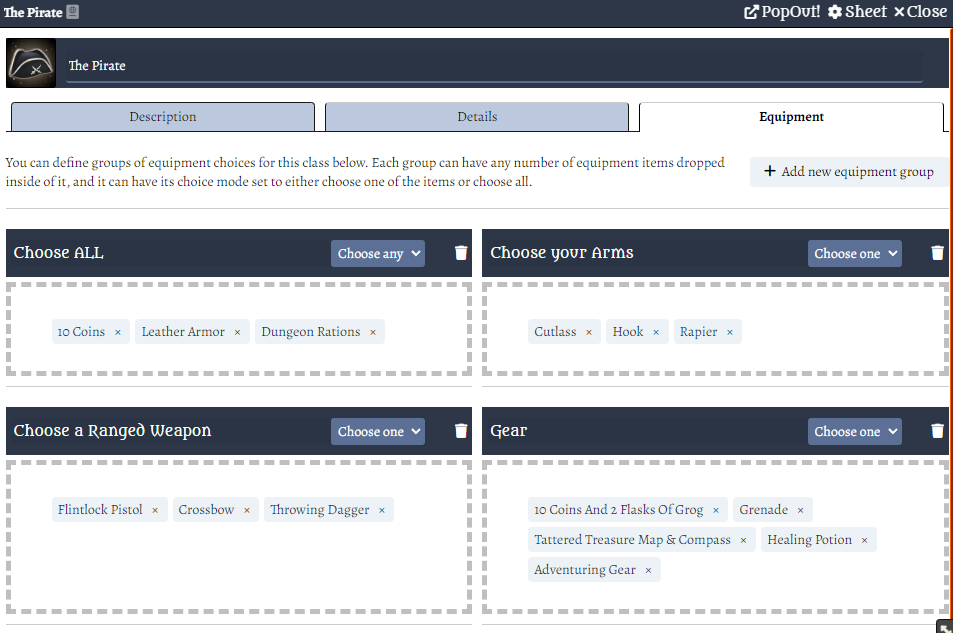 The Pirate PopOut! Sheet Close
The Pirate
Description Details Equipment
You can define groups of equipment choices for this class below. Each group can have any number of equipment items dropped
inside of it, and it can have its choice mode set to either choose one of the items or choose all.
+ Add new equipment group
Choose ALL Choose any
10 Coins × Leather Armor × Dungeon Rations ×
Choose your Arms Choose one
Cutlass × Hook × Rapier ×
Choose a Ranged Weapon Choose one
Flintlock Pistol × Crossbow × Throwing Dagger ×
Gear Choose one
10 Coins And 2 Flasks Of Grog × Grenade ×
Tattered Treasure Map & Compass × Healing Potion ×
Adventuring Gear ×